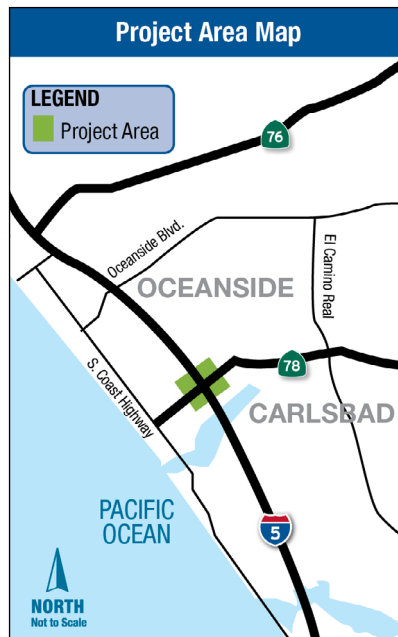 Project Area Map
LEGEND
Project Area
76
Oceanside Blvd.
El Camino Real
OCEANSIDE
78
S. Coast Highway
CARLSBAD
PACIFIC
OCEAN
5
NORTH
Not to Scale